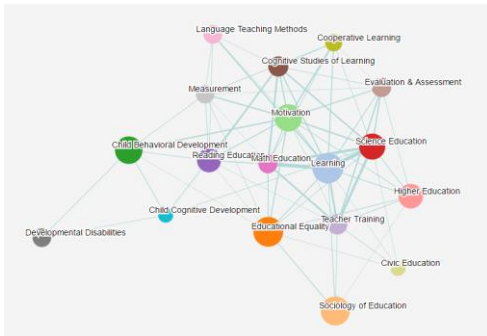 Language Teaching Methods
Cooperative Learning
Cognitive Studies of Learning
Evaluation & Assessment
Measurement
Motivation
Child Behavioral Development
Science Education
Reading Education
Math Education
Learning
Higher Education
Child Cognitive Development
Teacher Training
Educational Equality
Developmental Disabilities
Civic Education
Sociology of Education